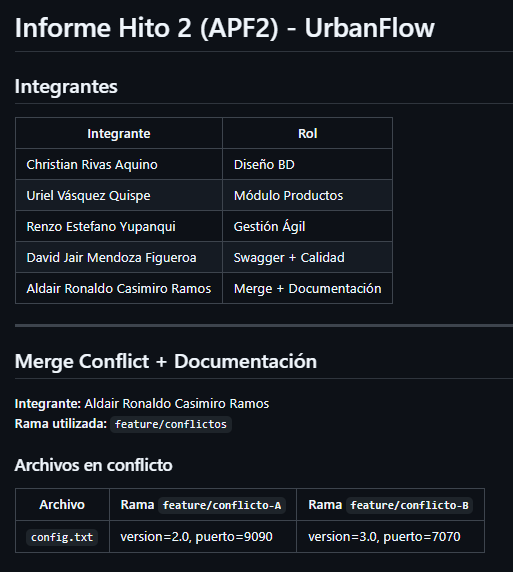 Informe Hito 2 (APF2) - UrbanFlow
Integrantes
Integrante Rol
Christian Rivas Aquino Diseño BD
Uriel Vásquez Quispe Módulo Productos
Renzo Estefano Yupanqui Gestión Ágil
David Jair Mendoza Figueroa Swagger + Calidad
Aldair Ronaldo Casimiro Ramos Merge + Documentación
Merge Conflict + Documentación
Integrante: Aldair Ronaldo Casimiro Ramos
Rama utilizada: feature/conflictos
Archivos en conflicto
Archivo Rama feature/conflicto-A Rama feature/conflicto-B
config.txt version=2.0, puerto=9090 version=3.0, puerto=7070